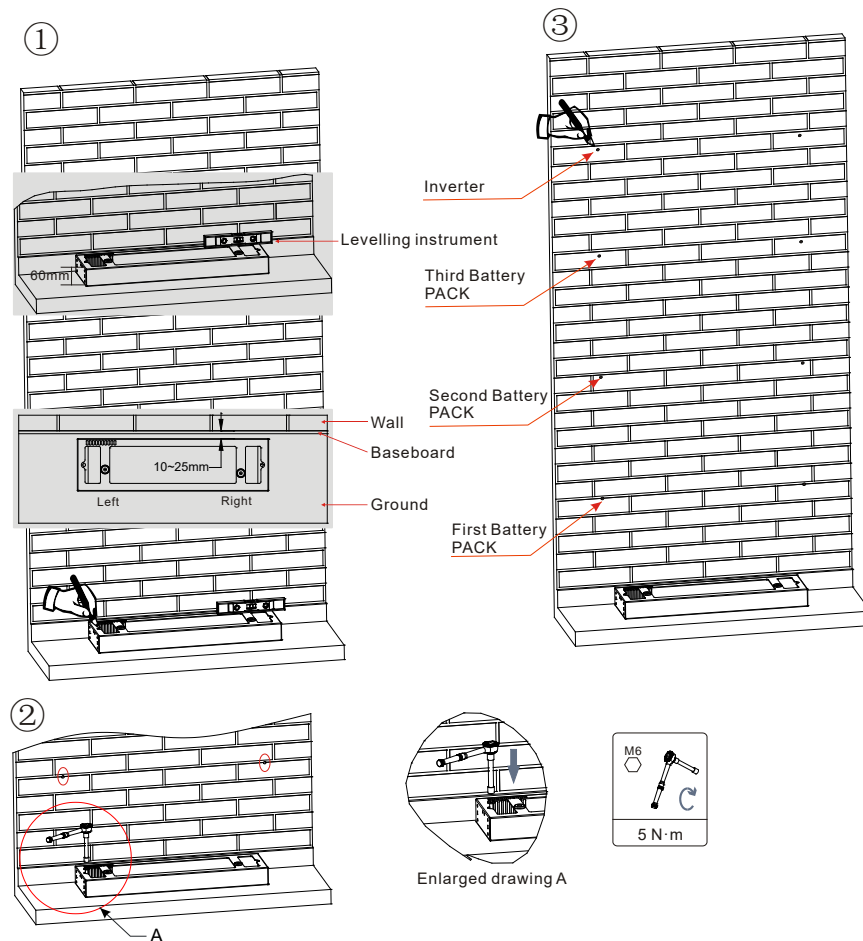 ①
Levelling instrument
60mm
Wall
Baseboard
10~25mm
Left
Right
Ground
②
A
Enlarged drawing A
M6
5 N·m
③
Inverter
Third Battery
PACK
Second Battery
PACK
First Battery
PACK